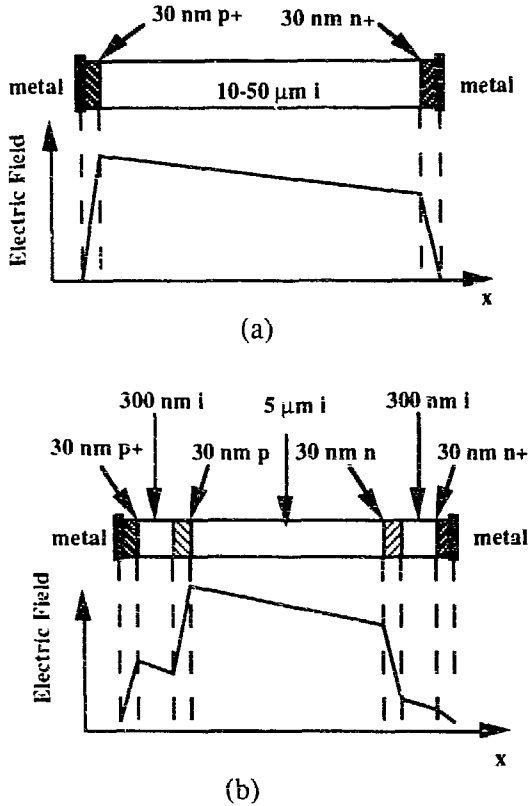 30 nm p+ 30 nm n+
metal 10-50 μm i metal
Electric Field
x
(a)
300 nm i 5 μm i 300 nm i
30 nm p+ 30 nm p 30 nm n 30 nm n+
metal metal
Electric Field
x
(b)